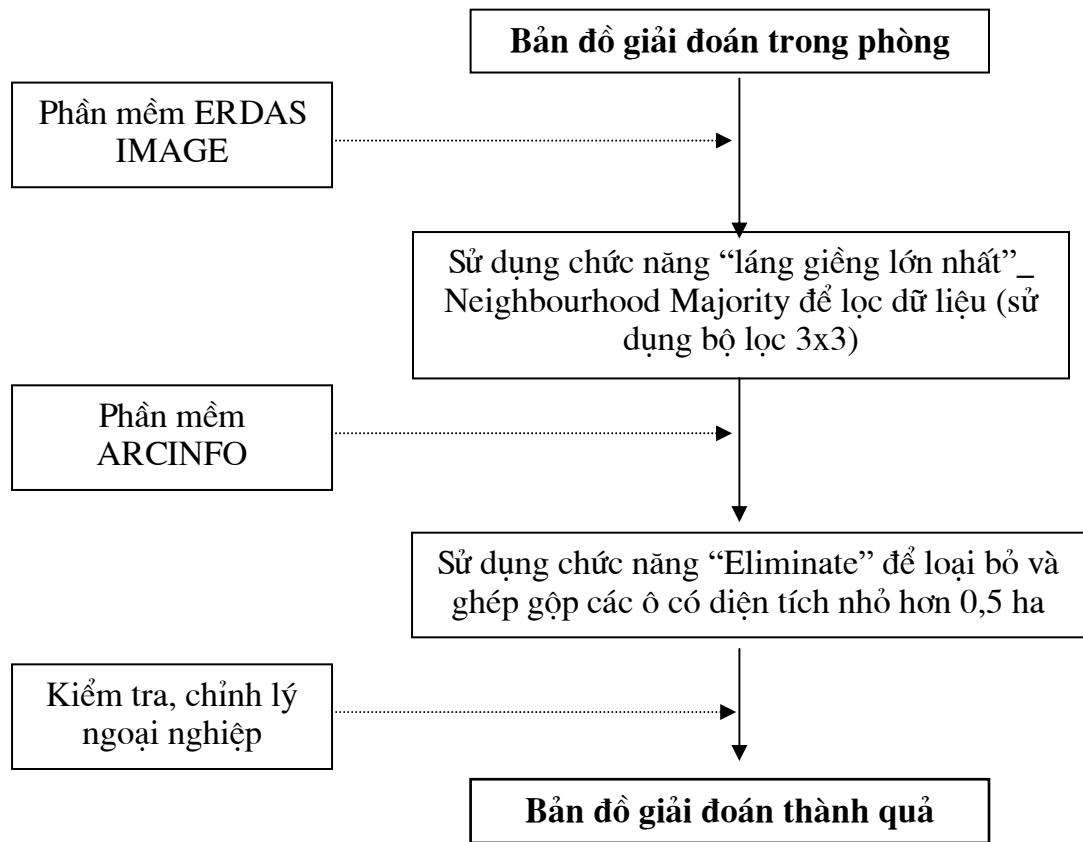 Bản đồ giải đoán trong phòng
Phần mềm ERDAS
IMAGE
Sử dụng chức năng “láng giềng lớn nhất”_
Neighbourhood Majority để lọc dữ liệu (sử
dụng bộ lọc 3x3)
Phần mềm
ARCINFO
Sử dụng chức năng “Eliminate” để loại bỏ và
ghép gộp các ô có diện tích nhỏ hơn 0,5 ha
Kiểm tra, chỉnh lý
ngoại nghiệp
Bản đồ giải đoán thành quả